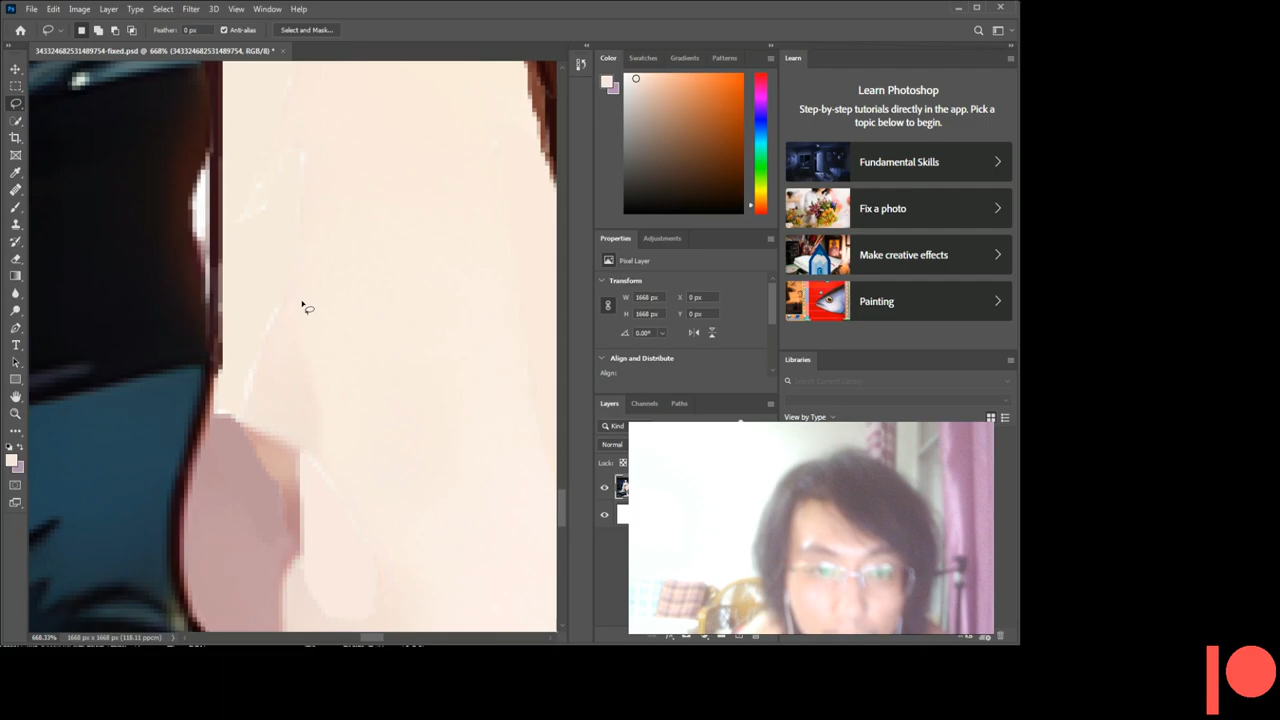 File Edit Image Layer Type Select Filter 3D View Window Help
Feather: 0 px Anti-alias Select and Mask...
343324682531489754-fixed.psd @ 668% (343324682531489754, RGB/8) *
Color Swatches Gradients Patterns
Learn
Learn Photoshop
Step-by-step tutorials directly in the app. Pick a
topic below to begin.
Fundamental Skills
Fix a photo
Make creative effects
Painting
Properties Adjustments
Pixel Layer
Transform
W 1668 px X 0 px
H 1668 px Y 0 px
0.00°
Align and Distribute
Align:
Libraries
Search Current Library
View by Type
Layers Channels Paths
Kind
Normal
Lock:
668.33% 1668 px x 1668 px (118.11 ppcm)